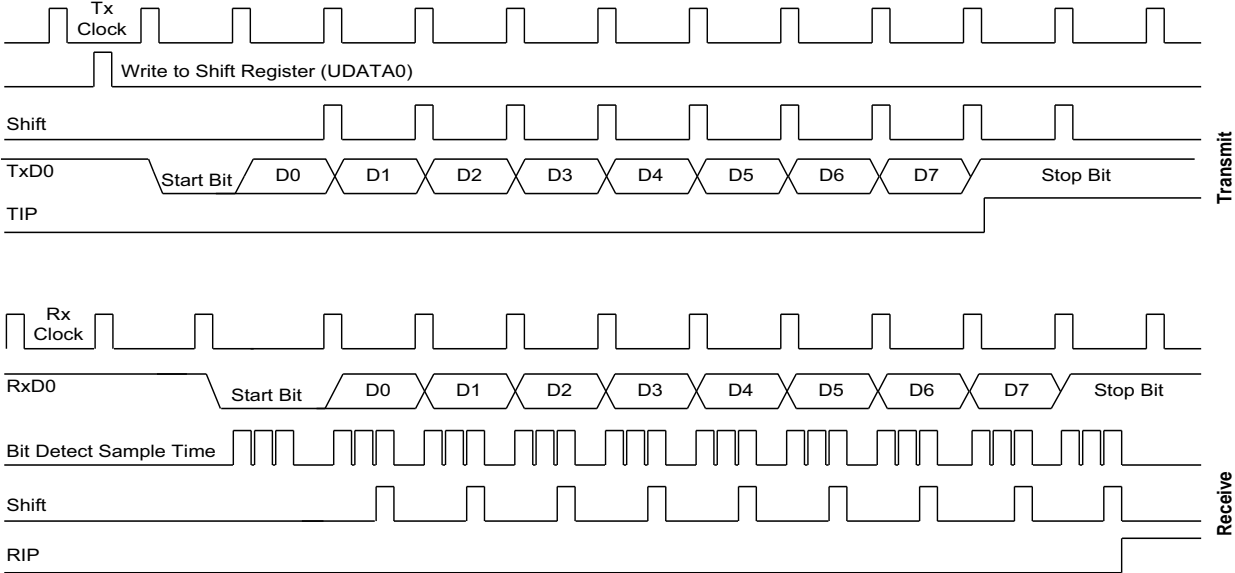 Tx
Clock
Write to Shift Register (UDATA0)
Shift
TxD0
Start Bit D0 D1 D2 D3 D4 D5 D6 D7 Stop Bit
TIP
Transmit
Rx
Clock
RxD0
Start Bit D0 D1 D2 D3 D4 D5 D6 D7 Stop Bit
Bit Detect Sample Time
Shift
RIP
Receive